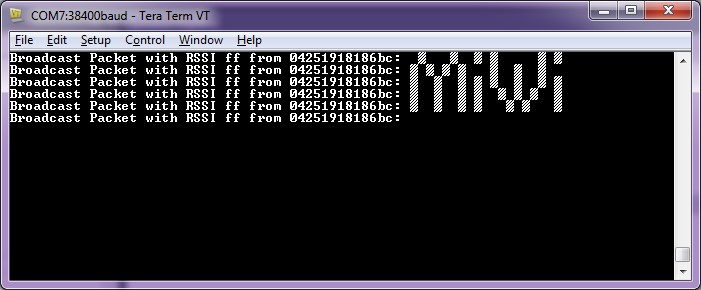 COM7:38400baud - Tera Term VT
File Edit Setup Control Window Help
Broadcast Packet with RSSI ff from 04251918186bc:
Broadcast Packet with RSSI ff from 04251918186bc:
Broadcast Packet with RSSI ff from 04251918186bc:
Broadcast Packet with RSSI ff from 04251918186bc:
Broadcast Packet with RSSI ff from 04251918186bc:
Broadcast Packet with RSSI ff from 04251918186bc:
MiWi